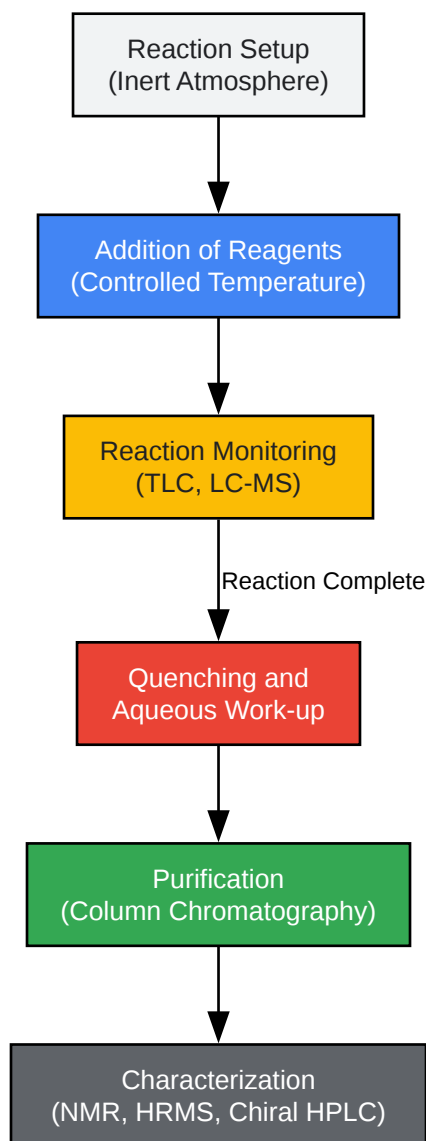 Reaction Setup
(Inert Atmosphere)
Addition of Reagents
(Controlled Temperature)
Reaction Monitoring
(TLC, LC-MS)
Reaction Complete
Quenching and
Aqueous Work-up
Purification
(Column Chromatography)
Characterization
(NMR, HRMS, Chiral HPLC)